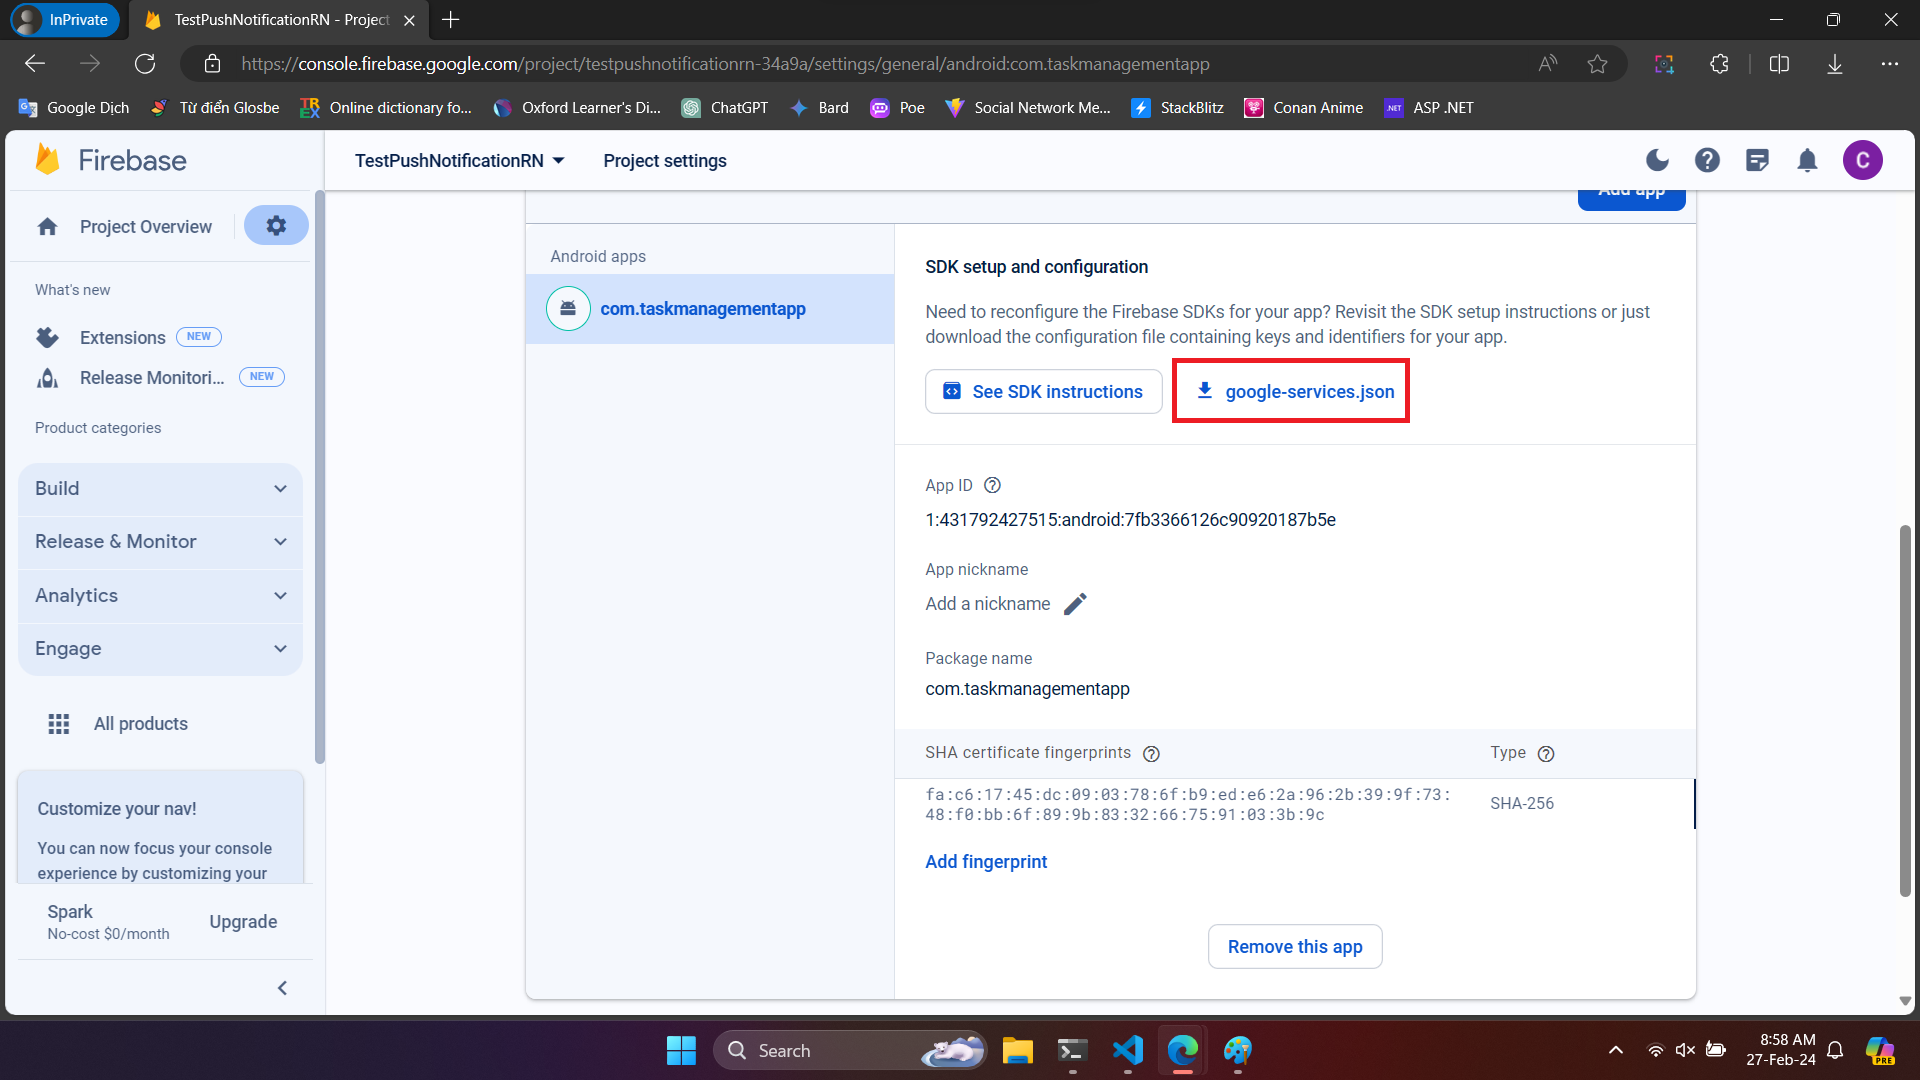 InPrivate
TestPushNotificationRN - Project
https://console.firebase.google.com/project/testpushnotificationrn-34a9a/settings/general/android:com.taskmanagementapp
Google Dịch
Từ điển Glosbe
Online dictionary fo...
Oxford Learner's Di...
ChatGPT
Bard
Poe
Social Network Me...
StackBlitz
Conan Anime
ASP .NET
Firebase
TestPushNotificationRN
Project settings
C
Add app
Project Overview
What's new
Extensions NEW
Release Monitori... NEW
Product categories
Build
Release & Monitor
Analytics
Engage
All products
Customize your nav!
You can now focus your console
experience by customizing your
Spark
No-cost $0/month
Upgrade
Android apps
com.taskmanagementapp
SDK setup and configuration
Need to reconfigure the Firebase SDKs for your app? Revisit the SDK setup instructions or just
download the configuration file containing keys and identifiers for your app.
See SDK instructions
google-services.json
App ID
1:431792427515:android:7fb3366126c90920187b5e
App nickname
Add a nickname
Package name
com.taskmanagementapp
SHA certificate fingerprints
Type
fa:c6:17:45:dc:09:03:78:6f:b9:ed:e6:2a:96:2b:39:9f:73:
48:f0:bb:6f:89:9b:83:32:66:75:91:03:3b:9c
SHA-256
Add fingerprint
Remove this app
Search
8:58 AM
27-Feb-24
PRE